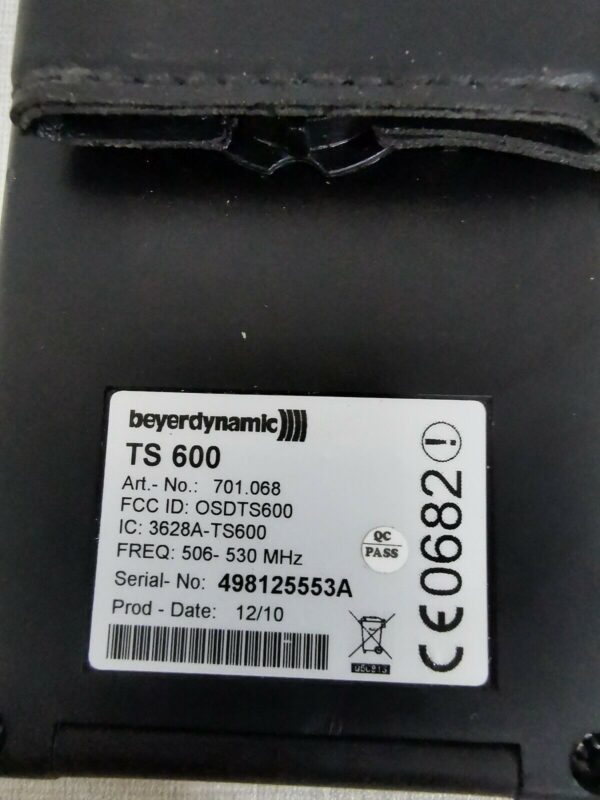 beyerdynamic))))
TS 600
Art.- No.: 701.068
FCC ID: OSDTS600
IC: 3628A-TS600
FREQ: 506- 530 MHz
Serial- No: 498125553A
Prod - Date: 12/10
QC
PASS
CE0682